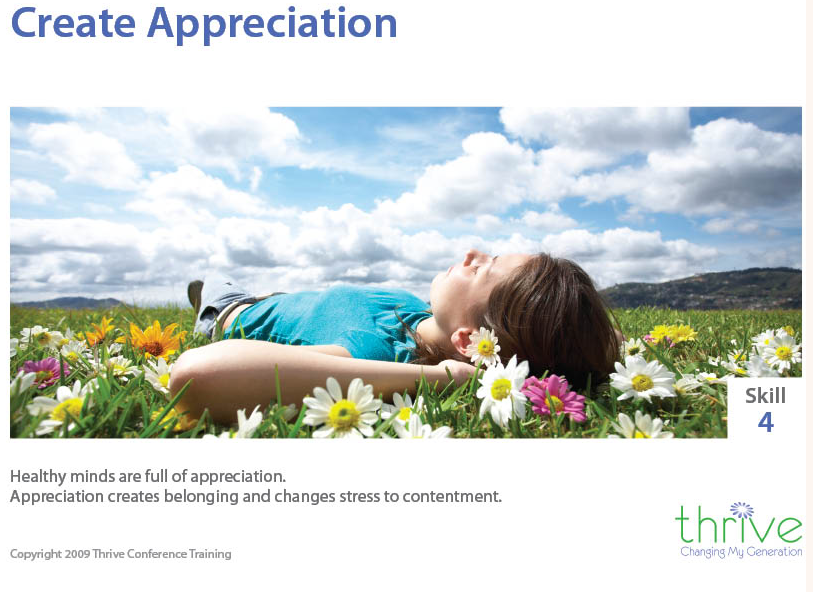 Create Appreciation
Skill
4
Healthy minds are full of appreciation.
Appreciation creates belonging and changes stress to contentment.
thrive
Changing My Generation
Copyright 2009 Thrive Conference Training